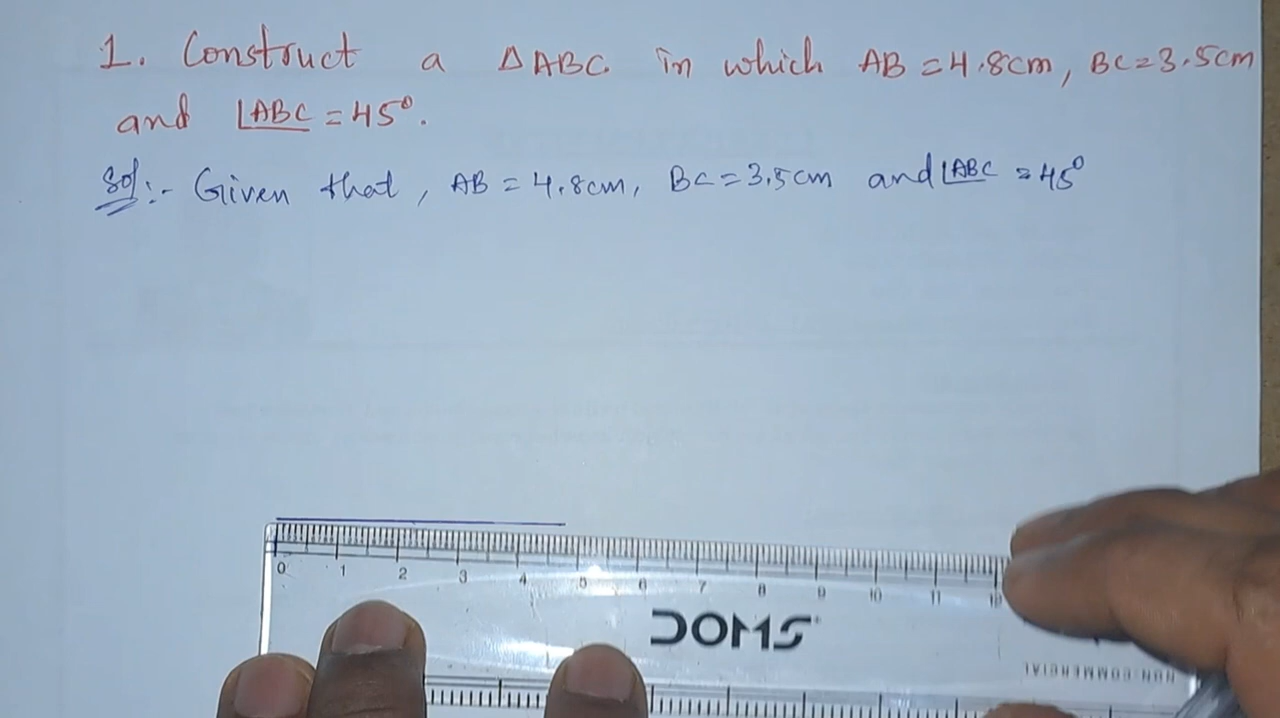 1. Construct a ΔABC in which AB = 4.8cm, BC = 3.5cm
and ∠ABC = 45°.
Sol:- Given that, AB = 4.8cm, BC = 3.5cm and ∠ABC = 45°
0 1 2 3 4 5 6 7 8 9 10 11 12
DOMS
NON COMMERCIAL